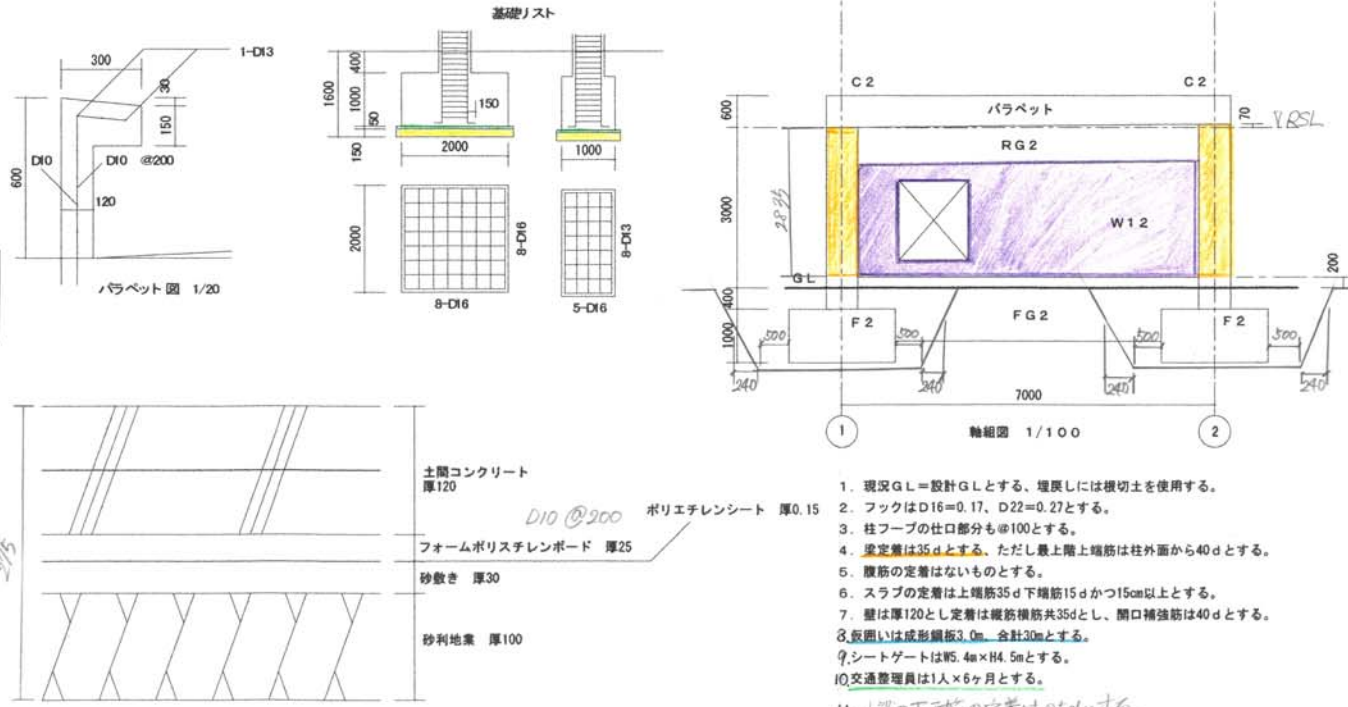 基礎リスト
1-D13
300
30
150
D10
D10 @200
600
120
パラペット図 1/20
1600
400
1000
50
150
150
2000
1000
2000
8-D16
8-D16
8-D13
5-D16
C2
C2
600
パラペット
70
▽RSL
RG2
3000
2835
W12
GL
200
400
1000
F2
FG2
F2
500
500
500
500
240
240
240
240
7000
1
軸組図 1/100
2
土間コンクリート
厚120
D10 @200
ポリエチレンシート 厚0.15
フォームポリスチレンボード 厚25
砂敷き 厚30
砂利地業 厚100
275
1. 現況GL=設計GLとする、埋戻しには根切土を使用する。
2. フックはD16=0.17、D22=0.27とする。
3. 柱フープの仕口部分も@100とする。
4. 梁定着は35dとする、ただし最上階上端筋は柱外面から40dとする。
5. 腹筋の定着はないものとする。
6. スラブの定着は上端筋35d下端筋15dかつ15cm以上とする。
7. 壁は厚120とし定着は縦筋横筋共35dとし、開口補強筋は40dとする。
8. 仮囲いは成形鋼板3.0m、合計30mとする。
9. シートゲートはW5.4m×H4.5mとする。
10. 交通整理員は1人×6ヶ月とする。